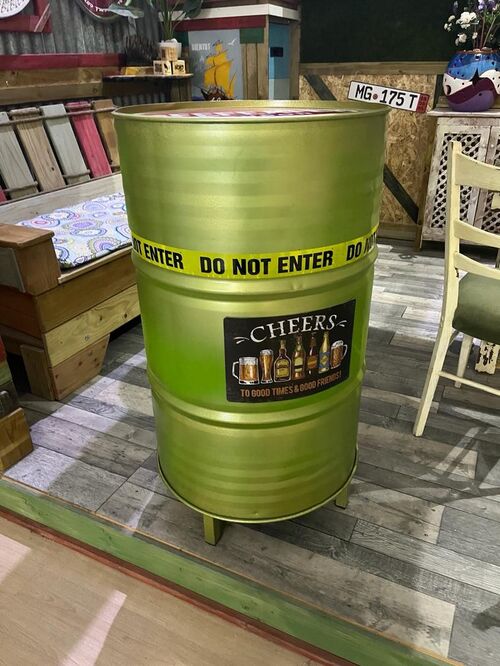 MG 175 T
T ENTER DO NOT ENTER DO
CHEERS
TO GOOD TIMES & GOOD FRIENDS!